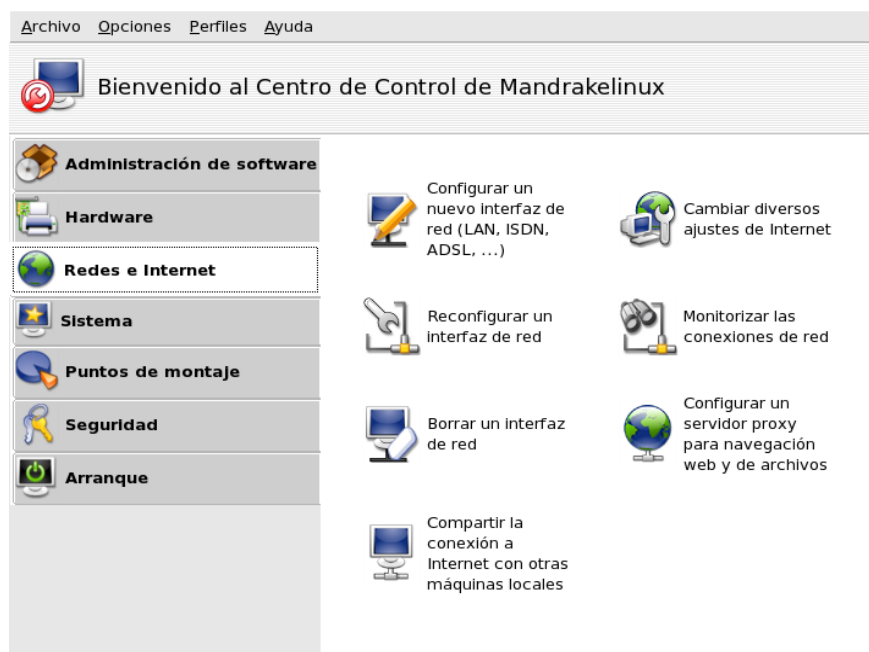 Archivo Opciones Perfiles Ayuda
Bienvenido al Centro de Control de Mandrakelinux
Administración de software
Hardware
Redes e Internet
Sistema
Puntos de montaje
Seguridad
Arranque
Configurar un
nuevo interfaz de
red (LAN, ISDN,
ADSL, ...)
Cambiar diversos
ajustes de Internet
Reconfigurar un
interfaz de red
Monitorizar las
conexiones de red
Borrar un interfaz
de red
Configurar un
servidor proxy
para navegación
web y de archivos
Compartir la
conexión a
Internet con otras
máquinas locales